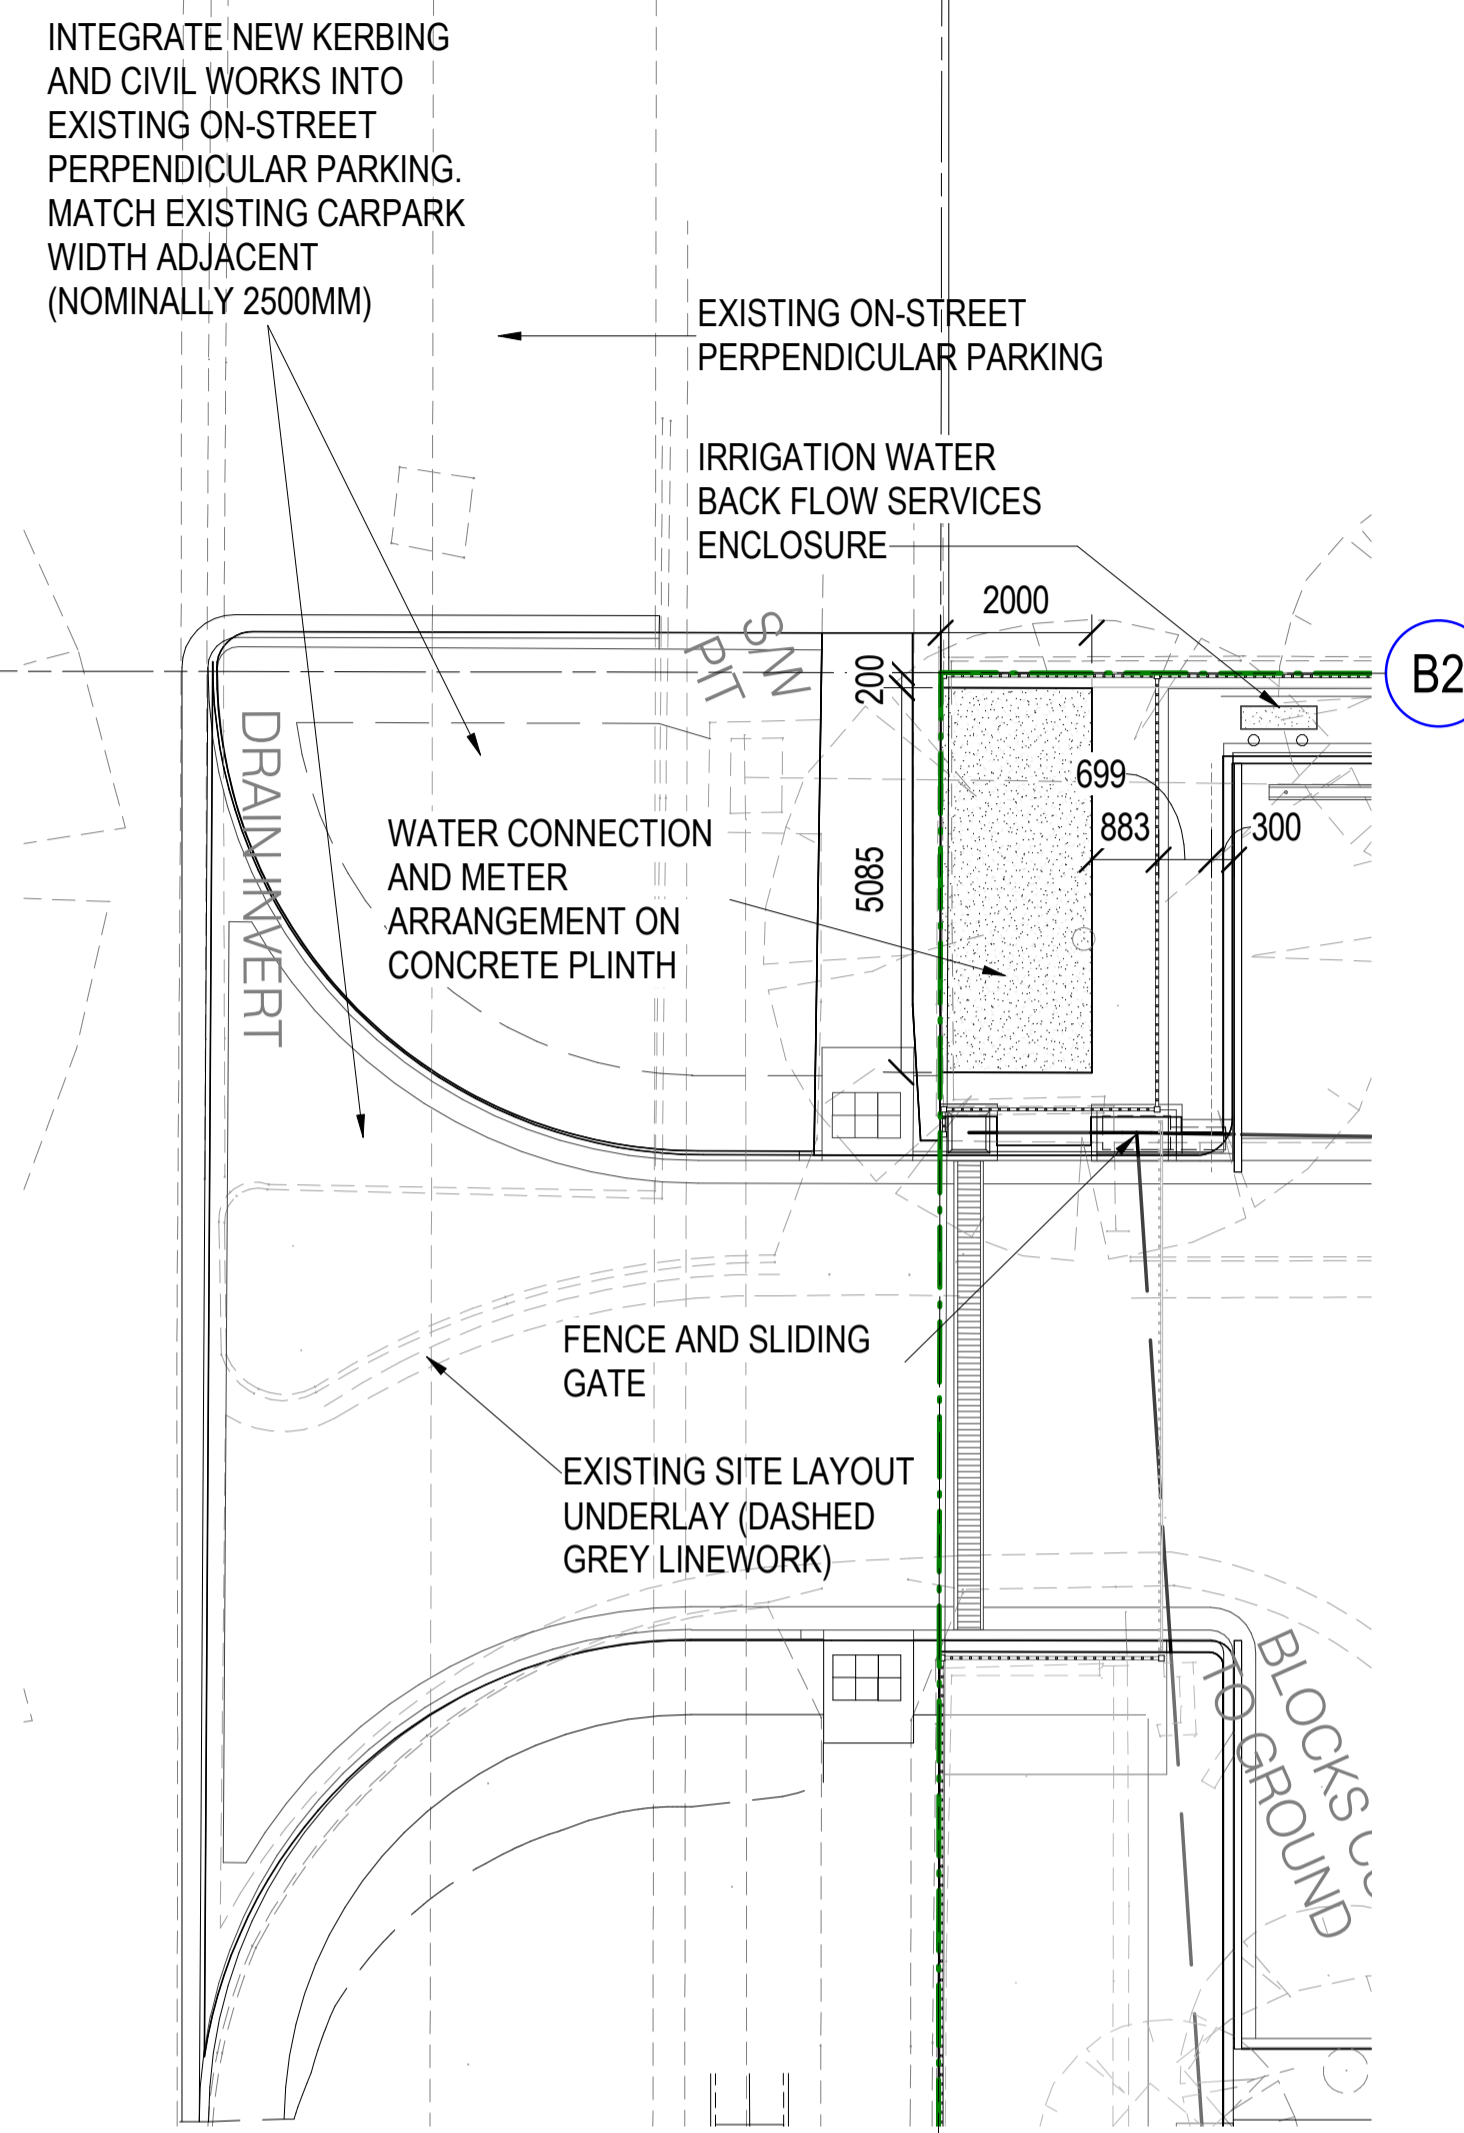 INTEGRATE NEW KERBING
AND CIVIL WORKS INTO
EXISTING ON-STREET
PERPENDICULAR PARKING.
MATCH EXISTING CARPARK
WIDTH ADJACENT
(NOMINALLY 2500MM)
EXISTING ON-STREET
PERPENDICULAR PARKING
IRRIGATION WATER
BACK FLOW SERVICES
ENCLOSURE
2000
S/W
PIT
200
B2
DRAIN INVERT
699
883
300
WATER CONNECTION
AND METER
ARRANGEMENT ON
CONCRETE PLINTH
5085
FENCE AND SLIDING
GATE
EXISTING SITE LAYOUT
UNDERLAY (DASHED
GREY LINEWORK)
BLOCKS
TO GROUND